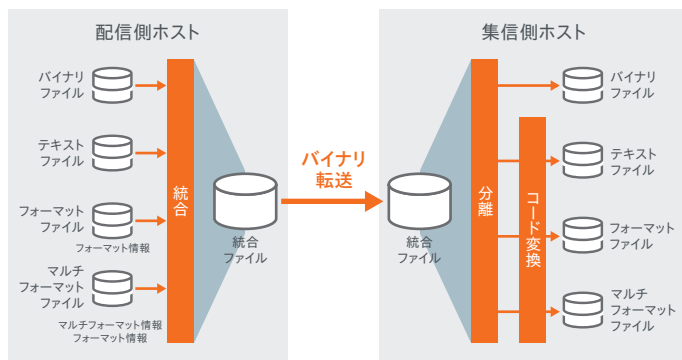 配信側ホスト
バイナリ
ファイル
テキスト
ファイル
フォーマット
ファイル
フォーマット情報
マルチ
フォーマット
ファイル
マルチフォーマット情報
フォーマット情報
統合
統合
ファイル
バイナリ
転送
集信側ホスト
統合
ファイル
分離
コード変換
バイナリ
ファイル
テキスト
ファイル
フォーマット
ファイル
マルチ
フォーマット
ファイル